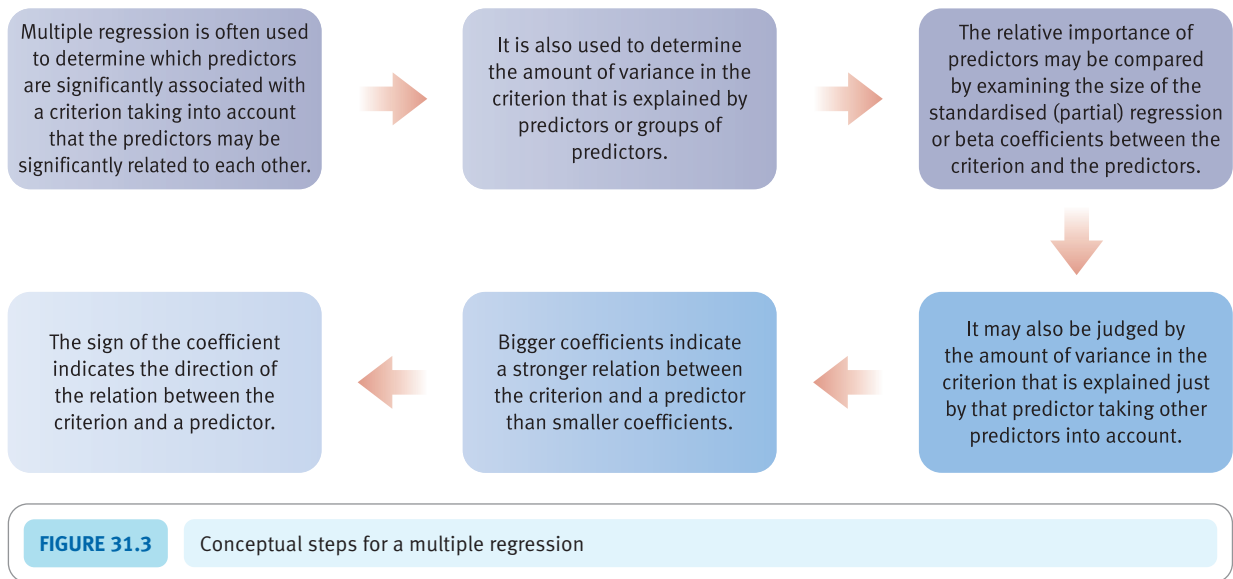 Multiple regression is often used
to determine which predictors
are significantly associated with
a criterion taking into account
that the predictors may be
significantly related to each other.
It is also used to determine
the amount of variance in the
criterion that is explained by
predictors or groups of
predictors.
The relative importance of
predictors may be compared
by examining the size of the
standardised (partial) regression
or beta coefficients between the
criterion and the predictors.
It may also be judged by
the amount of variance in the
criterion that is explained just
by that predictor taking other
predictors into account.
Bigger coefficients indicate
a stronger relation between
the criterion and a predictor
than smaller coefficients.
The sign of the coefficient
indicates the direction of
the relation between the
criterion and a predictor.
FIGURE 31.3 Conceptual steps for a multiple regression